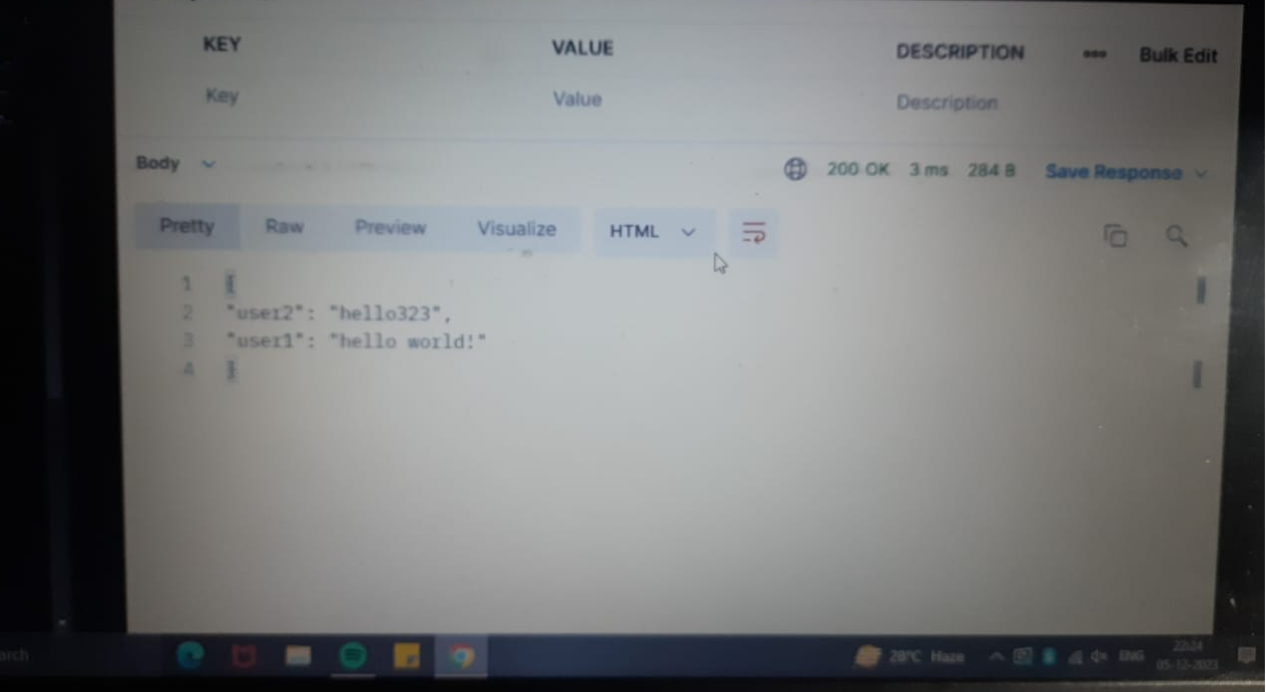 KEY VALUE DESCRIPTION ooo Bulk Edit
Key Value Description
Body 200 OK 3 ms 284 B Save Response
Pretty Raw Preview Visualize HTML
1 {
2 "user2": "hello323",
3 "user1": "hello world!"
4 }
arch 28°C Haze ENG 22:24
05-12-2023